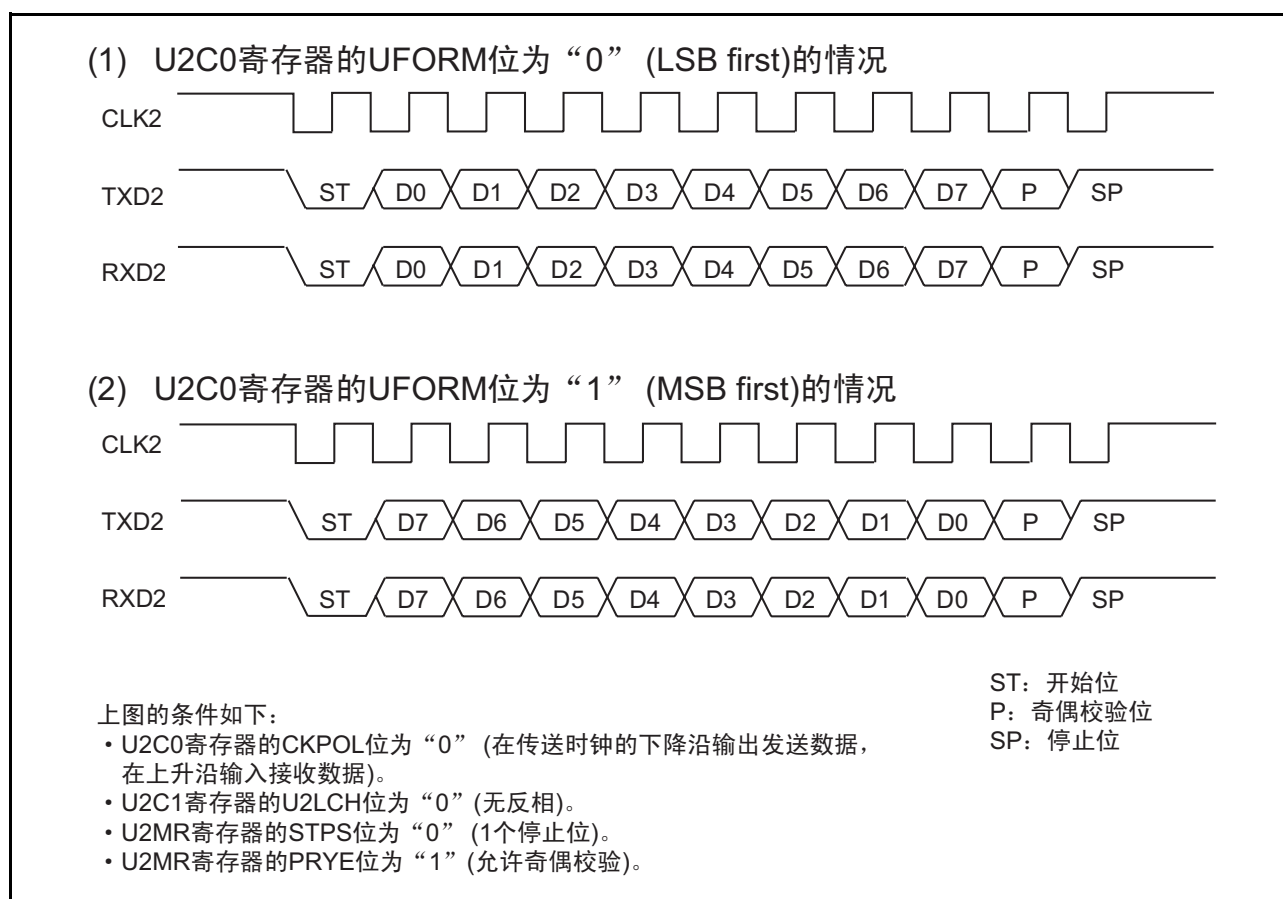 (1) U2C0寄存器的UFORM位为“0” (LSB first)的情况
CLK2
TXD2 ST D0 D1 D2 D3 D4 D5 D6 D7 P SP
RXD2 ST D0 D1 D2 D3 D4 D5 D6 D7 P SP
(2) U2C0寄存器的UFORM位为“1” (MSB first)的情况
CLK2
TXD2 ST D7 D6 D5 D4 D3 D2 D1 D0 P SP
RXD2 ST D7 D6 D5 D4 D3 D2 D1 D0 P SP
ST：开始位
P：奇偶校验位
SP：停止位
上图的条件如下：
・U2C0寄存器的CKPOL位为“0” (在传送时钟的下降沿输出发送数据，
在上升沿输入接收数据)。
・U2C1寄存器的U2LCH位为“0”(无反相)。
・U2MR寄存器的STPS位为“0” (1个停止位)。
・U2MR寄存器的PRYE位为“1”(允许奇偶校验)。